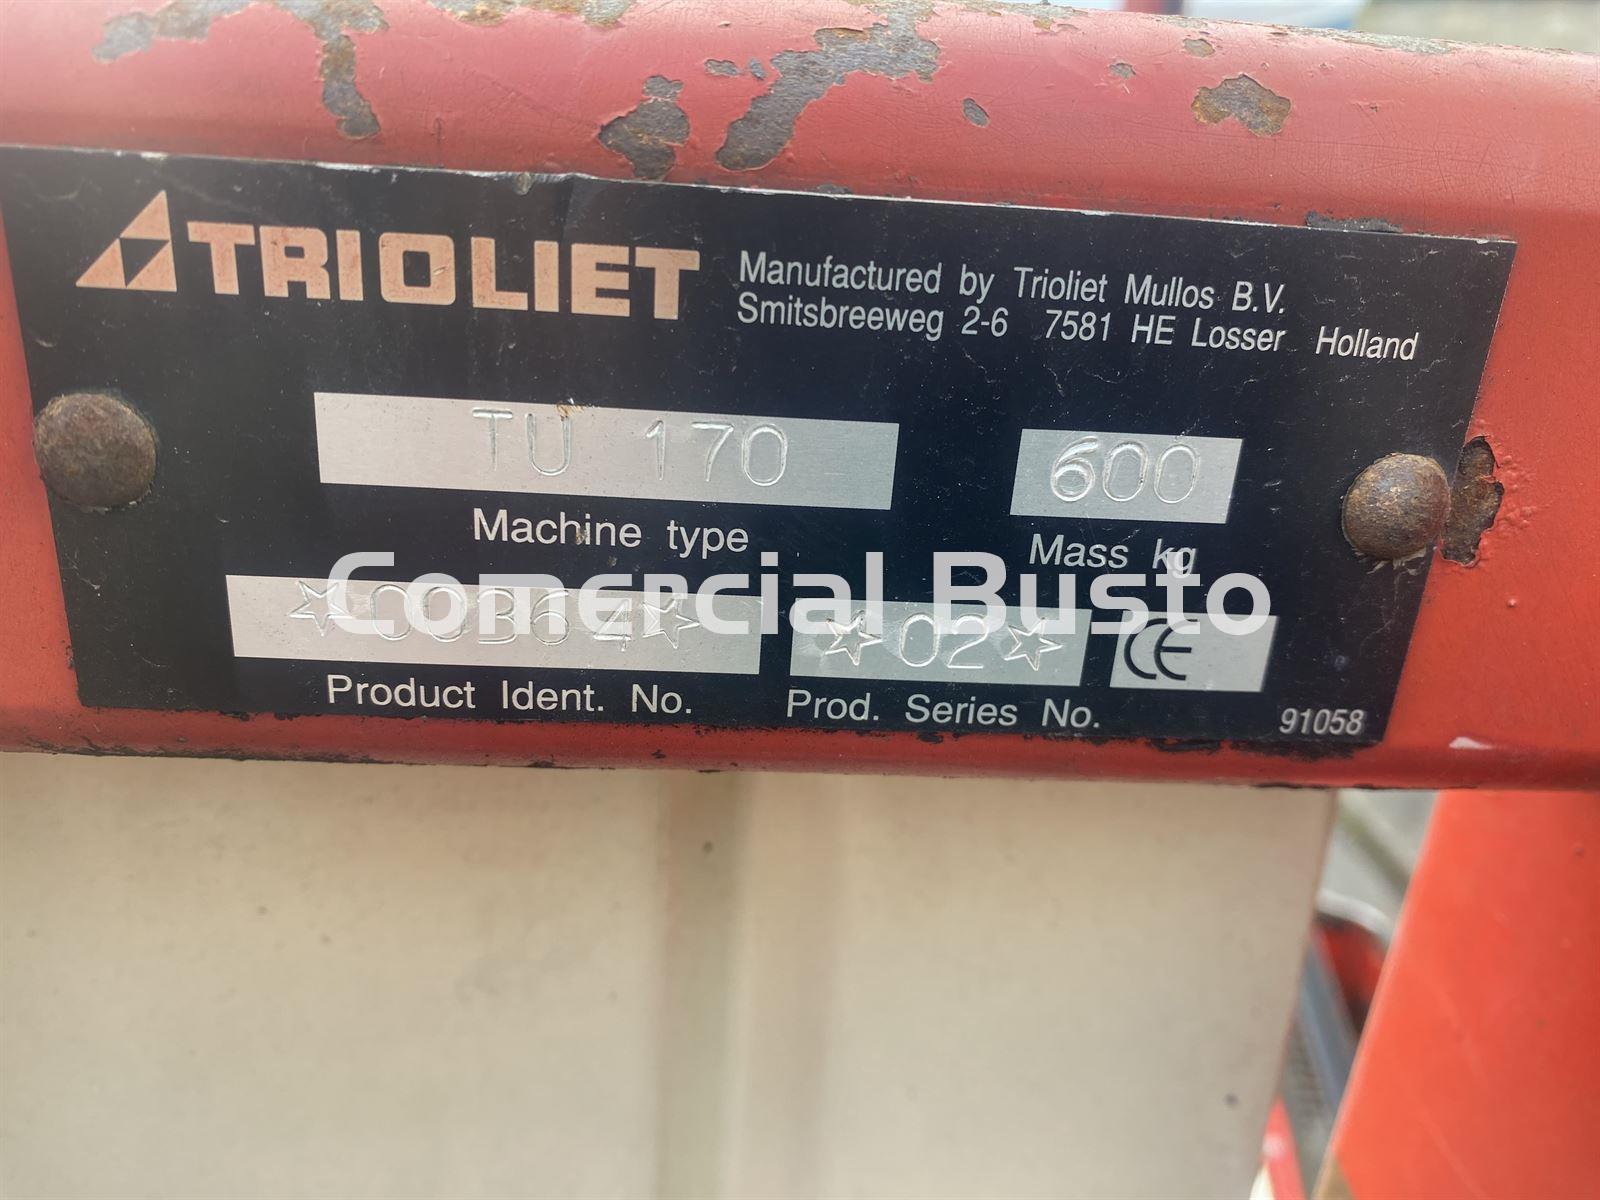 TRIOLIET
Manufactured by Trioliet Mullos B.V.
Smitsbreeweg 2-6 7581 HE Losser Holland
TU 170
600
Machine type
Mass kg
Comercial Busto
☆02☆
CE
Product Ident. No.
Prod. Series No.
91058